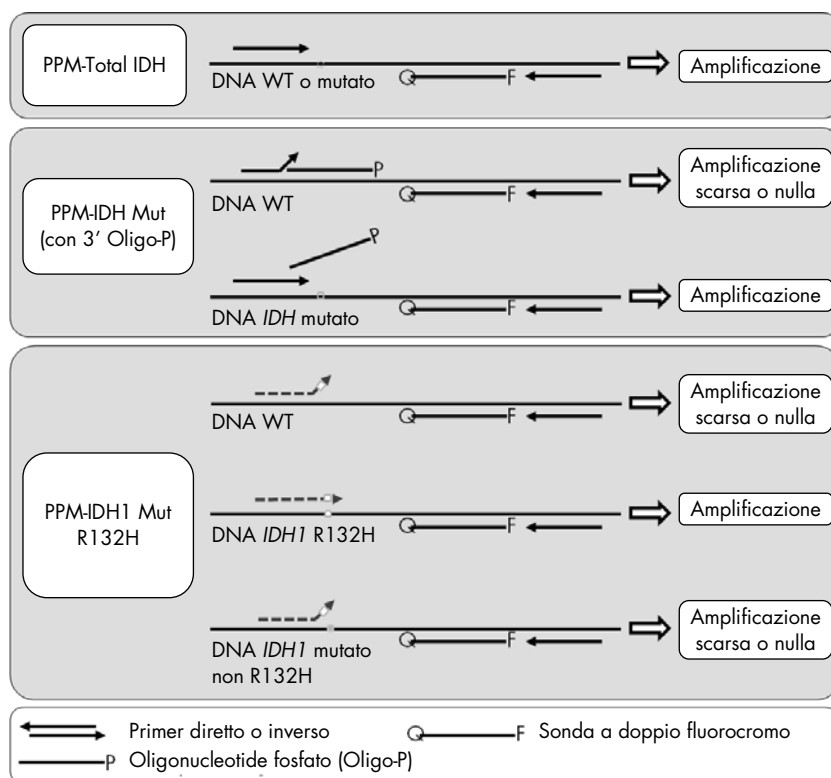 PPM-Total IDH
DNA WT o mutato
Q
F
Amplificazione
PPM-IDH Mut
(con 3' Oligo-P)
P
DNA WT
Q
F
Amplificazione
scarsa o nulla
P
DNA IDH mutato
Q
F
Amplificazione
PPM-IDH1 Mut
R132H
DNA WT
Q
F
Amplificazione
scarsa o nulla
DNA IDH1 R132H
Q
F
Amplificazione
DNA IDH1 mutato
non R132H
Q
F
Amplificazione
scarsa o nulla
Primer diretto o inverso
Q
F Sonda a doppio fluorocromo
P Oligonucleotide fosfato (Oligo-P)